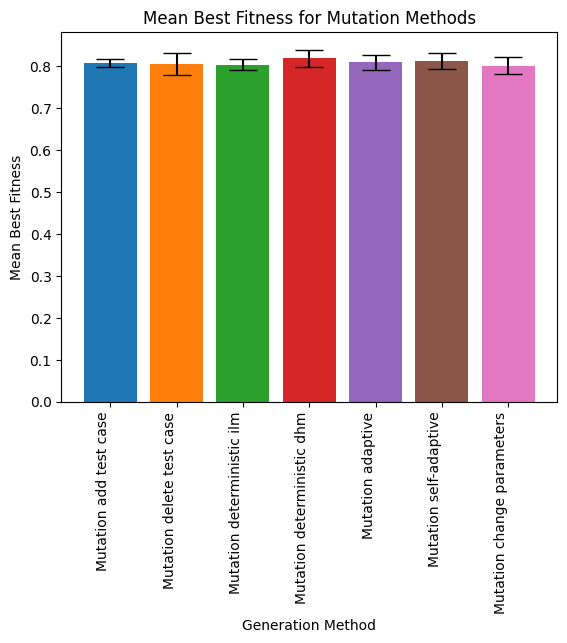 Mean Best Fitness for Mutation Methods
Mean Best Fitness
0.8
0.7
0.6
0.5
0.4
0.3
0.2
0.1
0.0
Mutation add test case
Mutation delete test case
Mutation deterministic ilm
Mutation deterministic dhm
Mutation adaptive
Mutation self-adaptive
Mutation change parameters
Generation Method